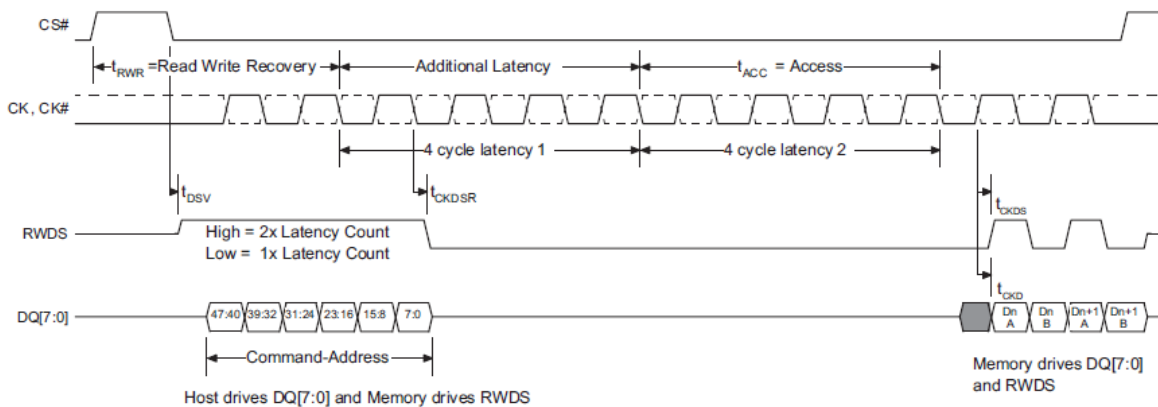 CS#
tRWR =Read Write Recovery
Additional Latency
tACC = Access
CK, CK#
4 cycle latency 1
4 cycle latency 2
tDSV
tCKDSR
tCKDS
RWDS
High = 2x Latency Count
Low = 1x Latency Count
tCKD
DQ[7:0]
47:40
39:32
31:24
23:16
15:8
7:0
Dn
A
Dn
B
Dn+1
A
Dn+1
B
Command-Address
Memory drives DQ[7:0]
and RWDS
Host drives DQ[7:0] and Memory drives RWDS